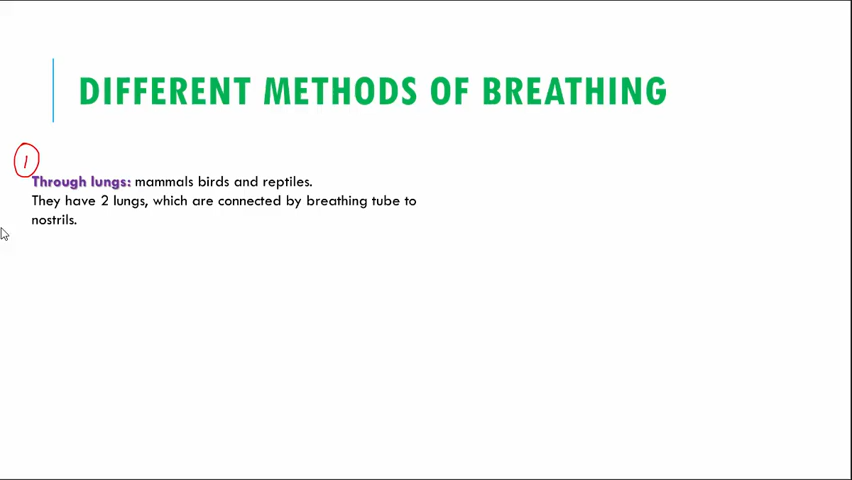 DIFFERENT METHODS OF BREATHING
1
Through lungs: mammals birds and reptiles.
They have 2 lungs, which are connected by breathing tube to
nostrils.